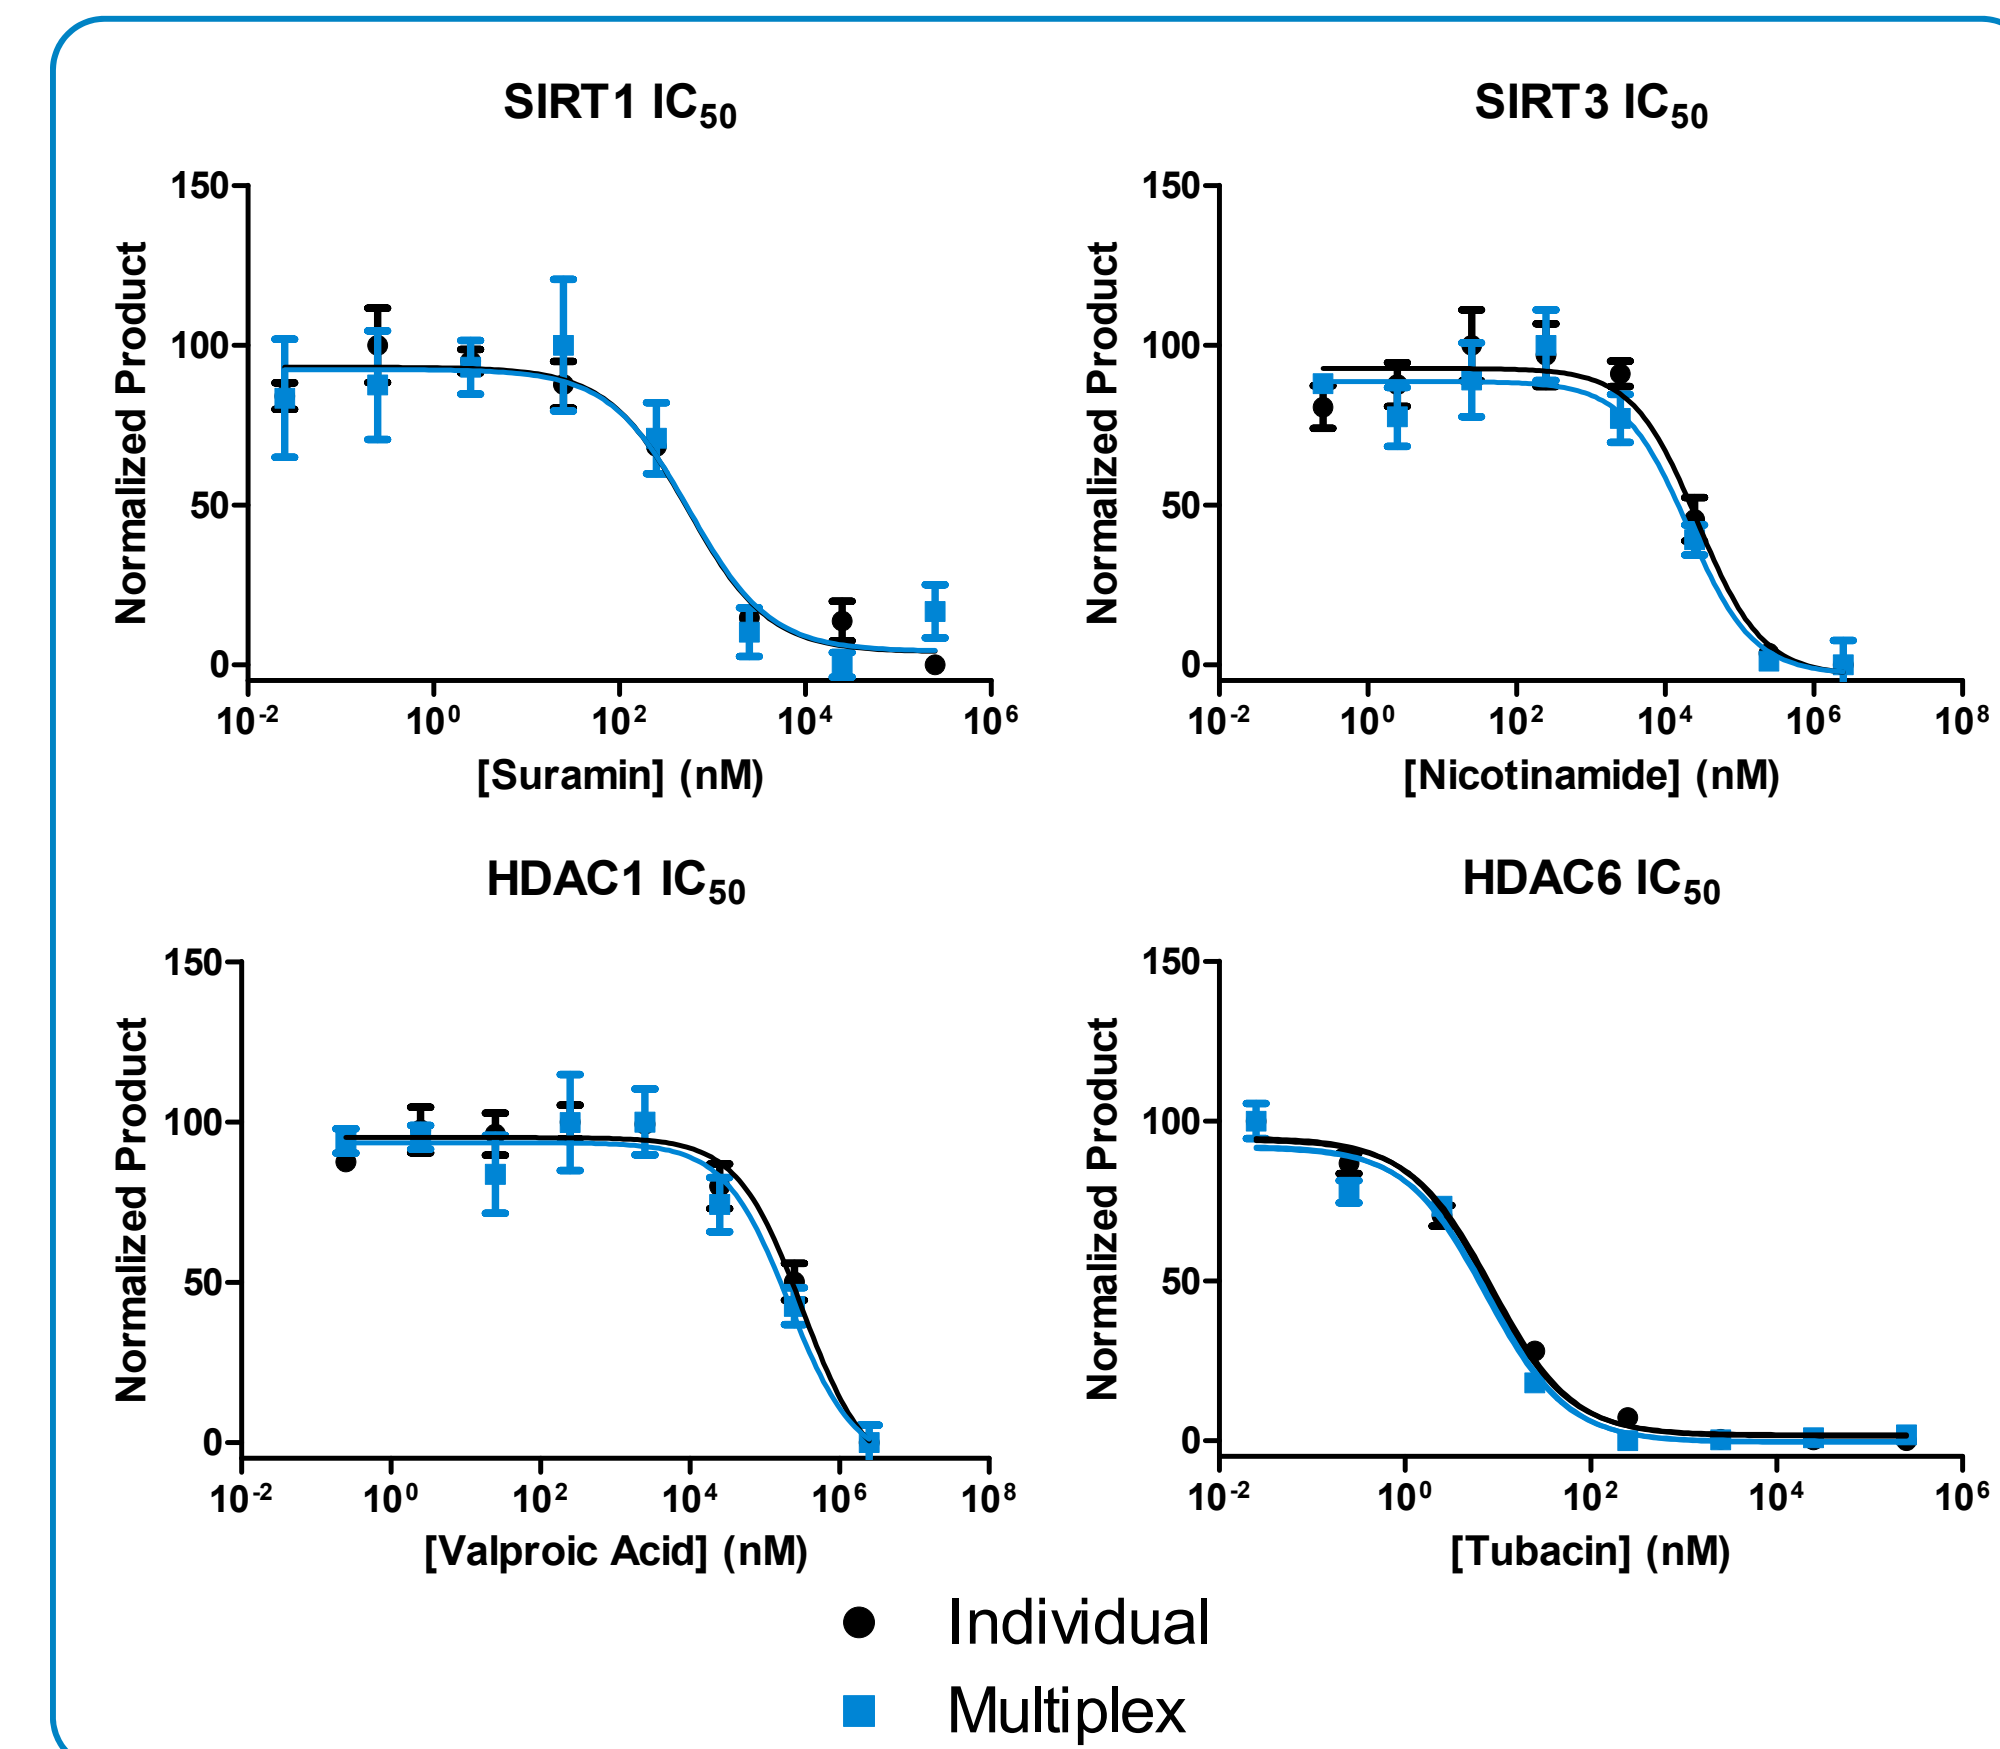 SIRT1 IC50
150
100
50
0
Normalized Product
10-2 100 102 104 106
[Suramin] (nM)
SIRT3 IC50
150
100
50
0
Normalized Product
10-2 100 102 104 106 108
[Nicotinamide] (nM)
HDAC1 IC50
150
100
50
0
Normalized Product
10-2 100 102 104 106 108
[Valproic Acid] (nM)
HDAC6 IC50
150
100
50
0
Normalized Product
10-2 100 102 104 106
[Tubacin] (nM)
Individual
Multiplex